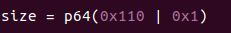 size = p64(0x110 | 0x1)